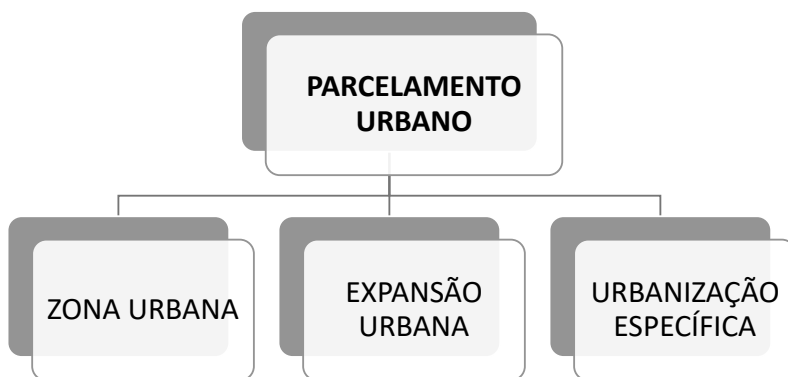 PARCELAMENTO
URBANO
ZONA URBANA
EXPANSÃO
URBANA
URBANIZAÇÃO
ESPECÍFICA